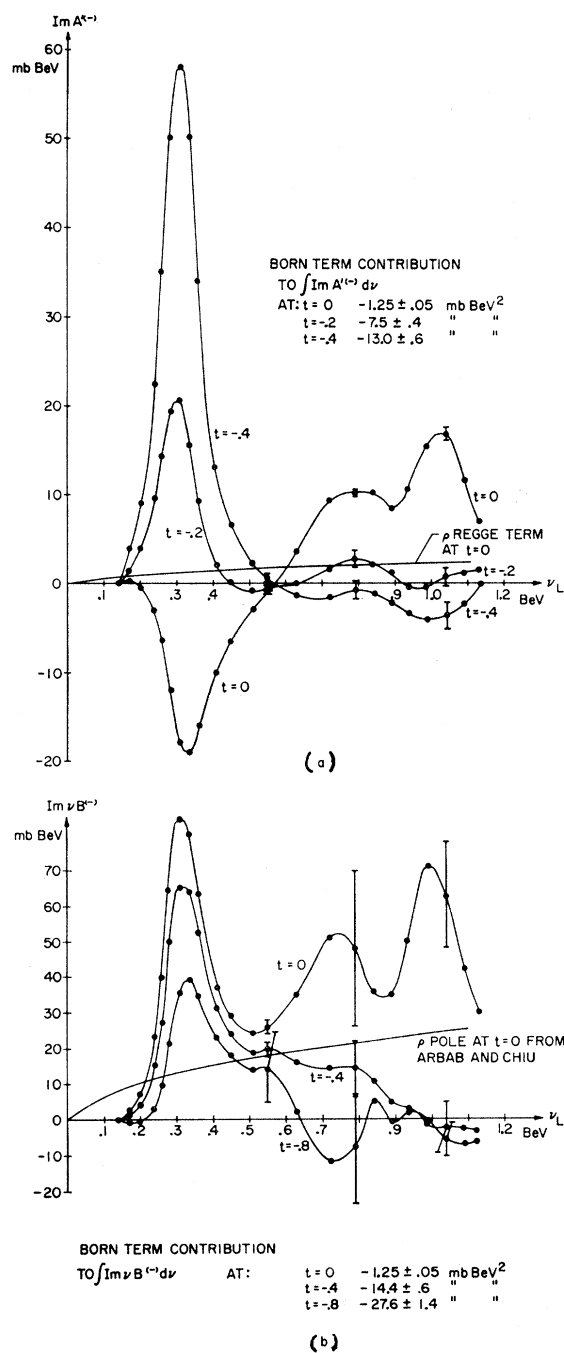 Im A'(-)
mb BeV
60
50
40
30
20
10
0
-10
-20
BORN TERM CONTRIBUTION
TO ∫Im A'(-) dν
AT: t = 0 -1.25 ± .05 mb BeV²
t=-.2 -7.5 ± .4 " "
t=-.4 -13.0 ± .6 " "
t=-.4
t=-.2
t=0
ρ REGGE TERM
AT t=0
t=-.2
t=-.4
t = 0
.1 .2 .3 .4 .5 .6 .7 .8 .9 1.0 1.2 ν_L
BeV
(a)
Im ν B(-)
mb BeV
70
60
50
40
30
20
10
0
-10
-20
t=0
ρ POLE AT t=0 FROM
ARBAB AND CHIU
t=-.4
t=-.8
.1 .2 .3 .4 .5 .6 .7 .8 .9 1.2 ν_L
BeV
BORN TERM CONTRIBUTION
TO ∫Im ν B(-) dν AT: t = 0 -1.25 ± .05 mb BeV²
t=-.4 -14.4 ± .6 " "
t=-.8 -27.6 ± 1.4 " "
(b)